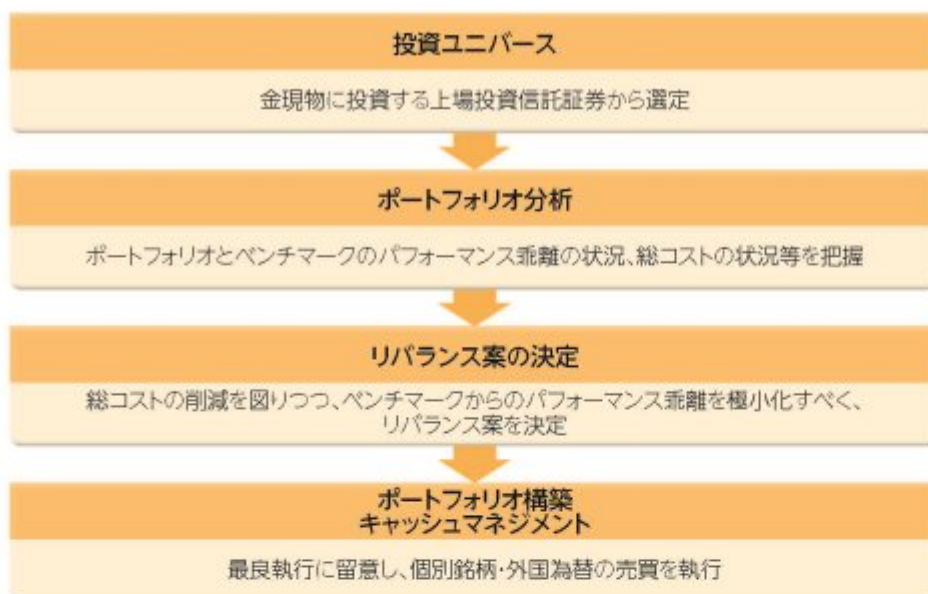 投資ユニバース
金現物に投資する上場投資信託証券から選定
ポートフォリオ分析
ポートフォリオとベンチマークのパフォーマンス乖離の状況、総コストの状況等を把握
リバランス案の決定
総コストの削減を図りつつ、ベンチマークからのパフォーマンス乖離を極小化すべく、
リバランス案を決定
ポートフォリオ構築
キャッシュマネジメント
最良執行に留意し、個別銘柄・外国為替の売買を執行